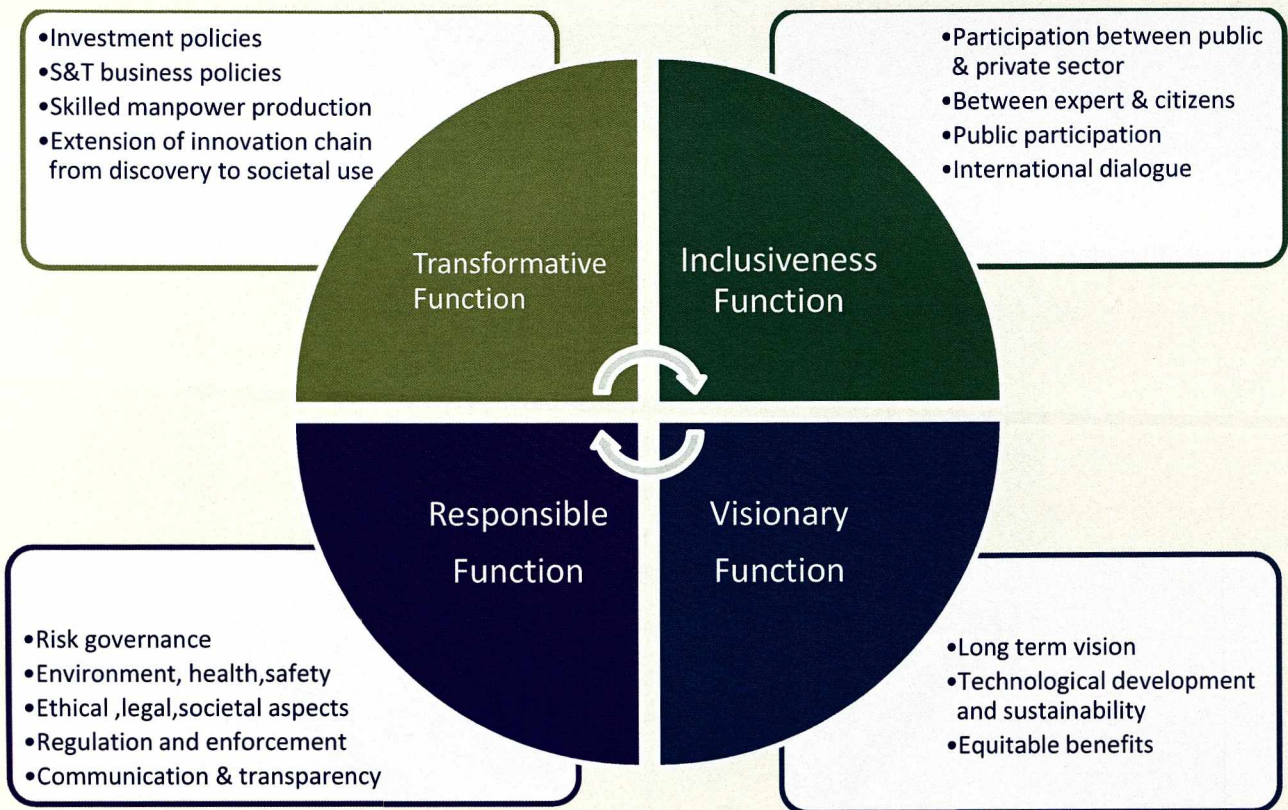 •Investment policies
•S&T business policies
•Skilled manpower production
•Extension of innovation chain
from discovery to societal use
•Participation between public
& private sector
•Between expert & citizens
•Public participation
•International dialogue
Transformative
Function
Inclusiveness
Function
Responsible
Function
Visionary
Function
•Risk governance
•Environment, health,safety
•Ethical ,legal,societal aspects
•Regulation and enforcement
•Communication & transparency
•Long term vision
•Technological development
and sustainability
•Equitable benefits